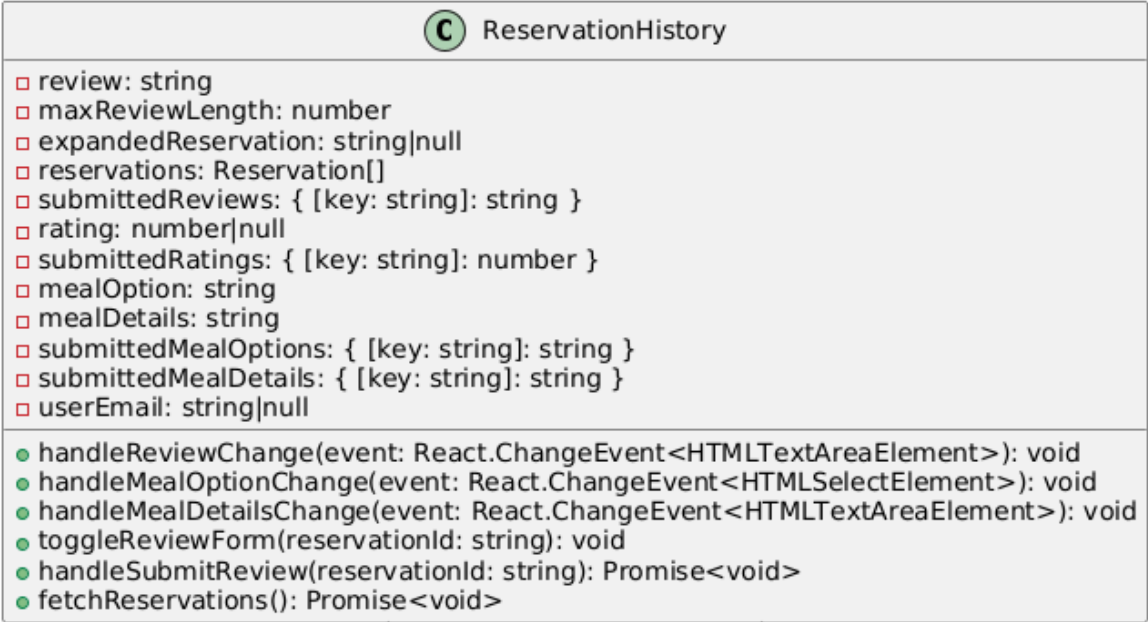 C ReservationHistory
review: string
maxReviewLength: number
expandedReservation: string|null
reservations: Reservation[]
submittedReviews: { [key: string]: string }
rating: number|null
submittedRatings: { [key: string]: number }
mealOption: string
mealDetails: string
submittedMealOptions: { [key: string]: string }
submittedMealDetails: { [key: string]: string }
userEmail: string|null
handleReviewChange(event: React.ChangeEvent<HTMLTextAreaElement>): void
handleMealOptionChange(event: React.ChangeEvent<HTMLSelectElement>): void
handleMealDetailsChange(event: React.ChangeEvent<HTMLTextAreaElement>): void
toggleReviewForm(reservationId: string): void
handleSubmitReview(reservationId: string): Promise<void>
fetchReservations(): Promise<void>